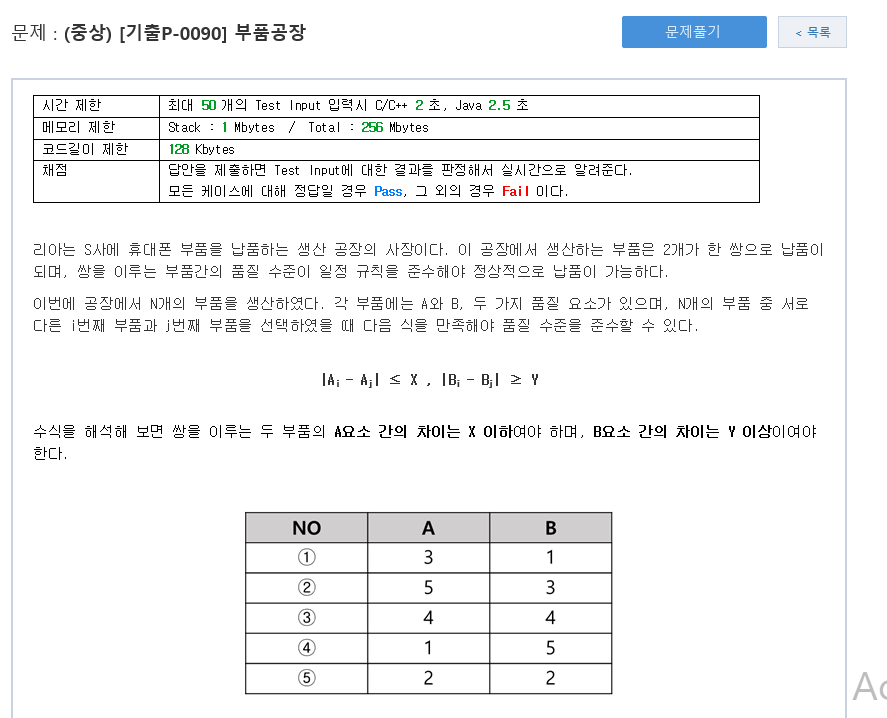 문제 : (중상) [기출P-0090] 부품공장
문제풀기
< 목록
시간 제한 최대 50개의 Test Input 입력시 C/C++ 2초, Java 2.5 초
메모리 제한 Stack : 1 Mbytes / Total : 256 Mbytes
코드길이 제한 128 Kbytes
채점 답안을 제출하면 Test Input에 대한 결과를 판정해서 실시간으로 알려준다.
모든 케이스에 대해 정답일 경우 Pass, 그 외의 경우 Fail 이다.
리아는 S사에 휴대폰 부품을 납품하는 생산 공장의 사장이다. 이 공장에서 생산하는 부품은 2개가 한 쌍으로 납품이
되며, 쌍을 이루는 부품간의 품질 수준이 일정 규칙을 준수해야 정상적으로 납품이 가능하다.
이번에 공장에서 N개의 부품을 생산하였다. 각 부품에는 A와 B, 두 가지 품질 요소가 있으며, N개의 부품 중 서로
다른 i번째 부품과 j번째 부품을 선택하였을 때 다음 식을 만족해야 품질 수준을 준수할 수 있다.
|Ai - Aj| ≤ X , |Bi - Bj| ≥ Y
수식을 해석해 보면 쌍을 이루는 두 부품의 A요소 간의 차이는 X 이하여야 하며, B요소 간의 차이는 Y 이상이여야
한다.
NO A B
① 3 1
② 5 3
③ 4 4
④ 1 5
⑤ 2 2